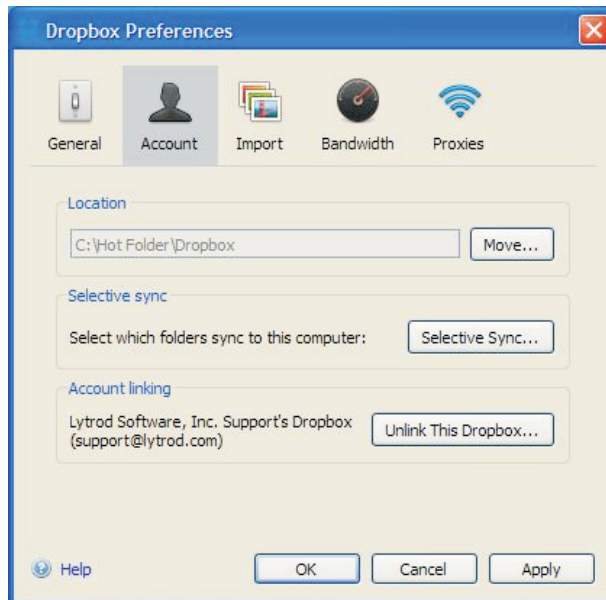 Dropbox Preferences
General Account Import Bandwidth Proxies
Location
C:\Hot Folder\Dropbox Move...
Selective sync
Select which folders sync to this computer: Selective Sync...
Account linking
Lytrod Software, Inc. Support's Dropbox
(support@lytrod.com) Unlink This Dropbox...
Help OK Cancel Apply